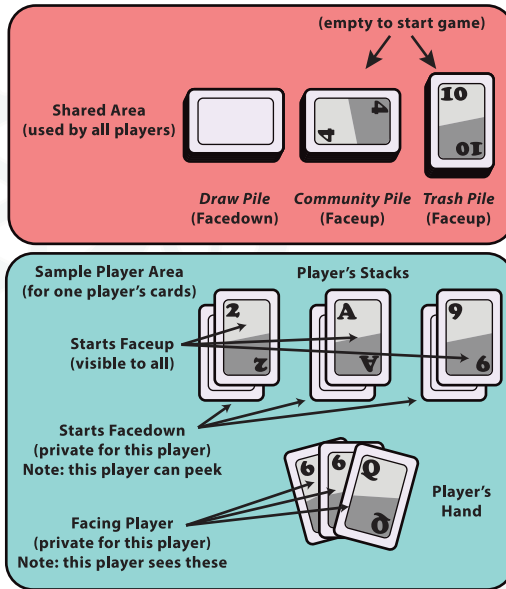 (empty to start game)
10
10
4
4
Shared Area
(used by all players)
Draw Pile
(Facedown)
Community Pile
(Faceup)
Trash Pile
(Faceup)
Sample Player Area
(for one player's cards)
Player's Stacks
2
2
A
A
9
9
Starts Faceup
(visible to all)
Starts Facedown
(private for this player)
Note: this player can peek
6
6
Q
Q
Player's
Hand
Facing Player
(private for this player)
Note: this player sees these